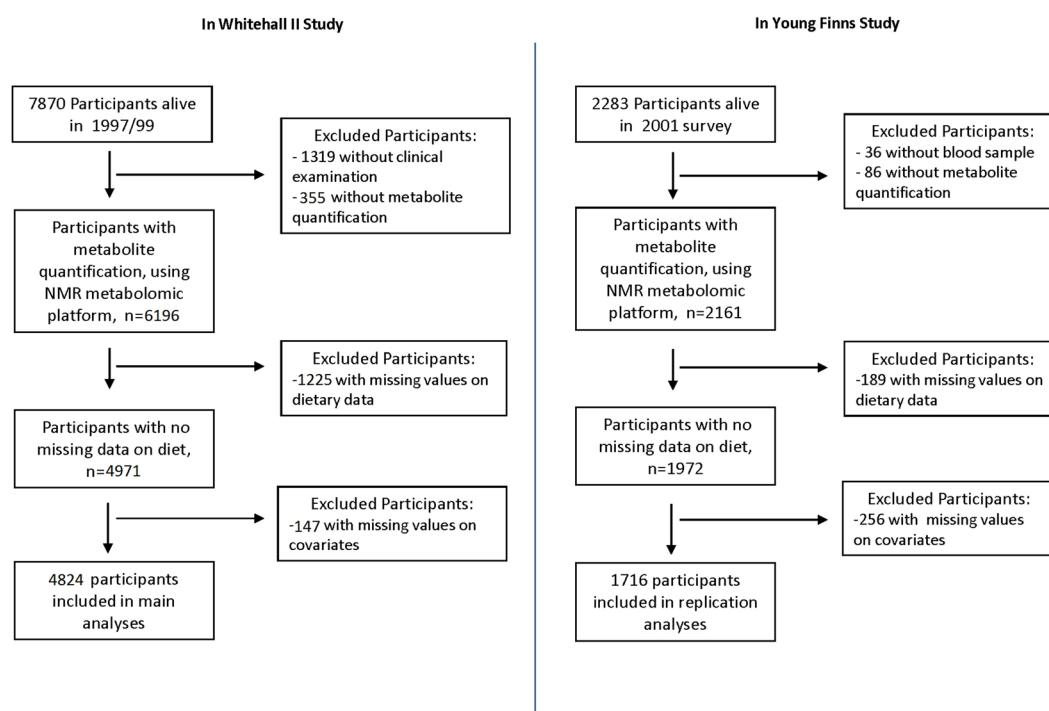 In Whitehall II Study
7870 Participants alive
in 1997/99
Excluded Participants:
- 1319 without clinical
examination
-355 without metabolite
quantification
Participants with
metabolite
quantification, using
NMR metabolomic
platform, n=6196
Excluded Participants:
-1225 with missing values on
dietary data
Participants with no
missing data on diet,
n=4971
Excluded Participants:
-147 with missing values on
covariates
4824 participants
included in main
analyses
In Young Finns Study
2283 Participants alive
in 2001 survey
Excluded Participants:
- 36 without blood sample
- 86 without metabolite
quantification
Participants with
metabolite
quantification, using
NMR metabolomic
platform, n=2161
Excluded Participants:
-189 with missing values on
dietary data
Participants with no
missing data on diet,
n=1972
Excluded Participants:
-256 with missing values
on covariates
1716 participants
included in replication
analyses